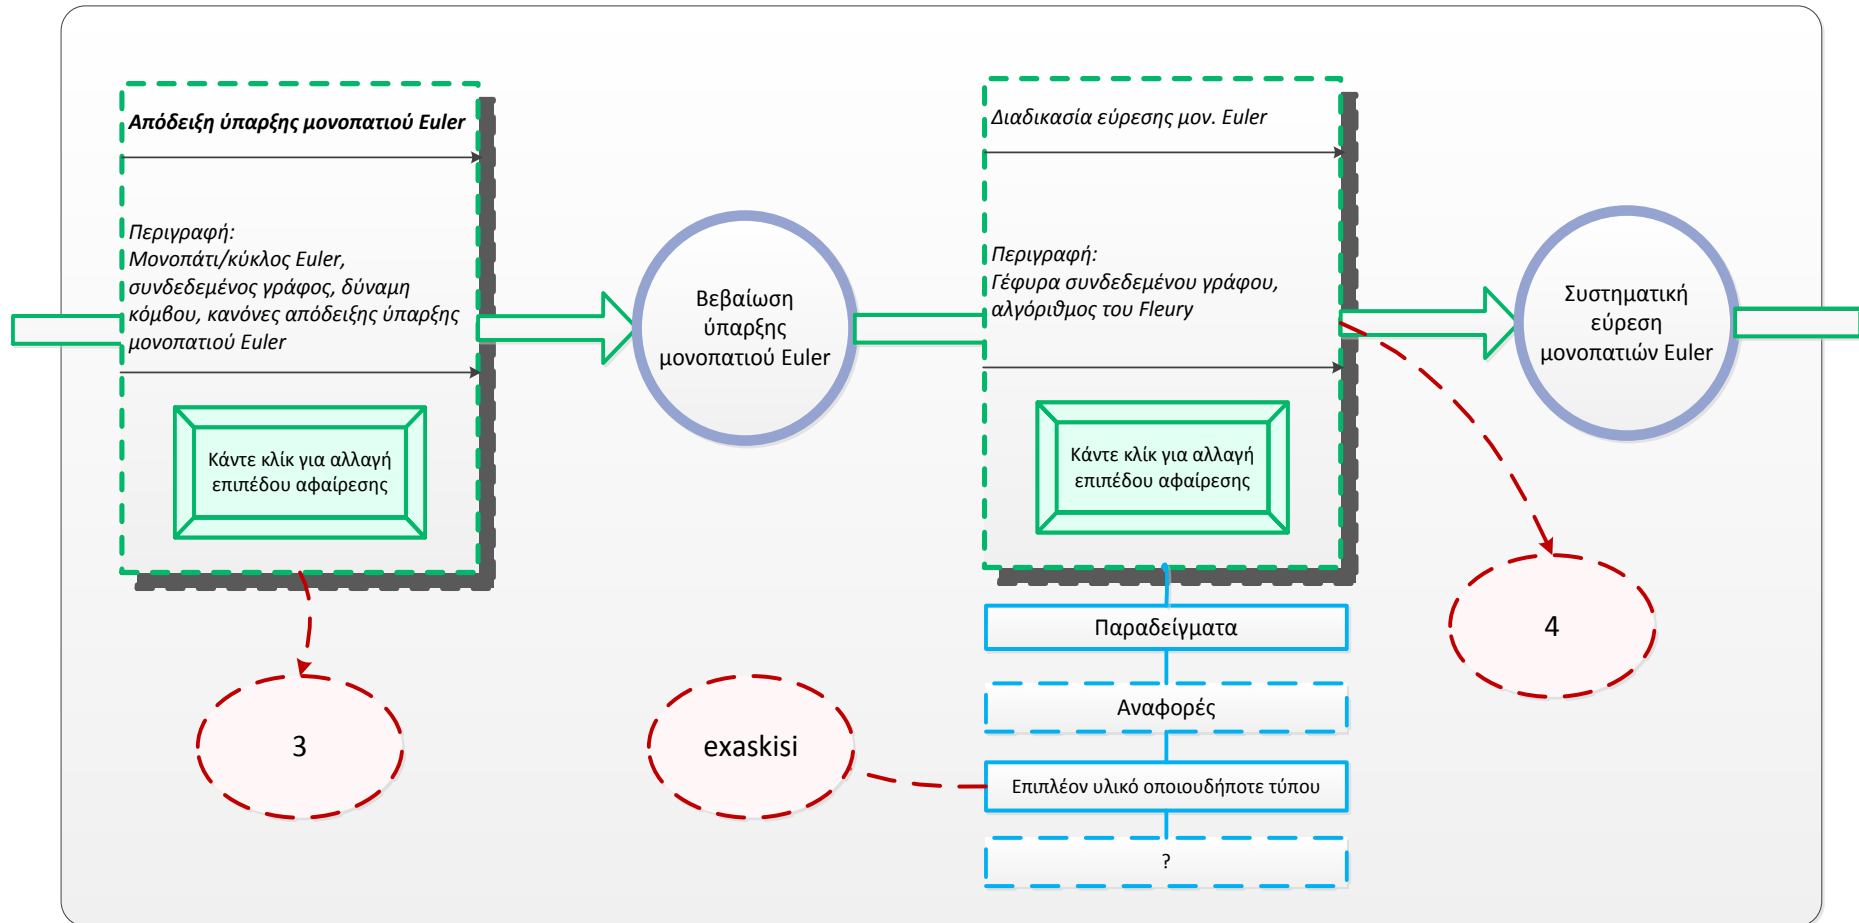 Απόδειξη ύπαρξης μονοπατιού Euler
Περιγραφή:
Μονοπάτι/κύκλος Euler,
συνδεδεμένος γράφος, δύναμη
κόμβου, κανόνες απόδειξης ύπαρξης
μονοπατιού Euler
Κάντε κλίκ για αλλαγή
επιπέδου αφαίρεσης
3
Βεβαίωση
ύπαρξης
μονοπατιού Euler
Διαδικασία εύρεσης μον. Euler
Περιγραφή:
Γέφυρα συνδεδεμένου γράφου,
αλγόριθμος του Fleury
Κάντε κλίκ για αλλαγή
επιπέδου αφαίρεσης
Παραδείγματα
Αναφορές
exaskisi
Επιπλέον υλικό οποιουδήποτε τύπου
?
Συστηματική
εύρεση
μονοπατιών Euler
4